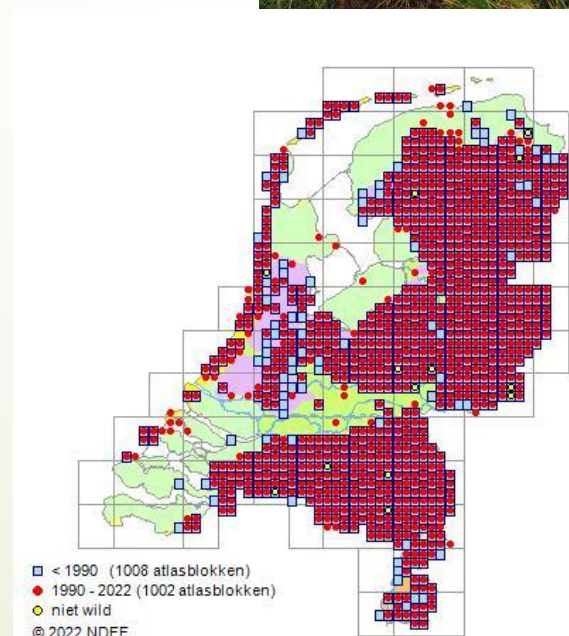 < 1990 (1008 atlasblokken)
1990 - 2022 (1002 atlasblokken)
niet wild
© 2022 NDFF